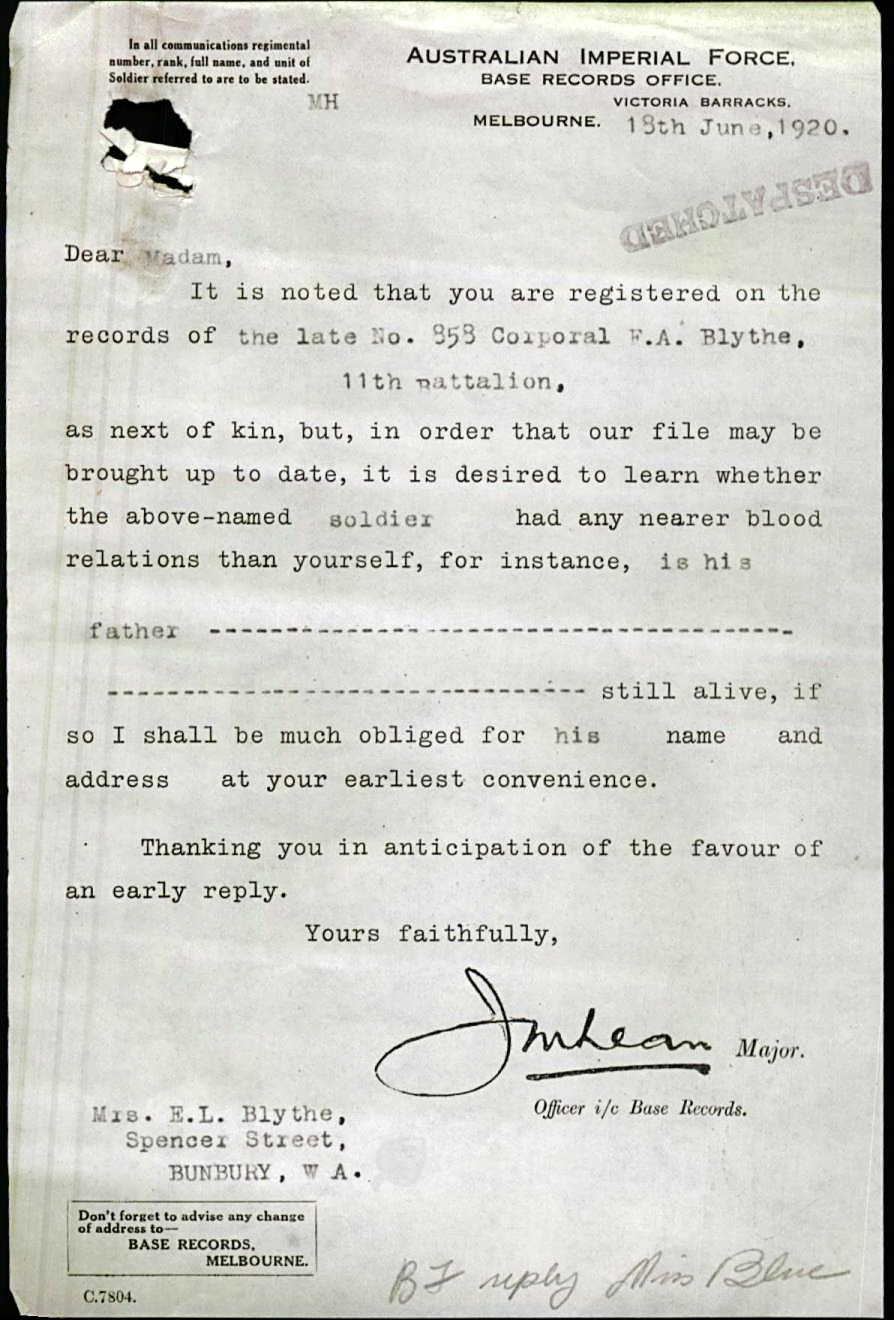 In all communications regimental
number, rank, full name, and unit of
Soldier referred to are to be stated.
MH
AUSTRALIAN IMPERIAL FORCE,
BASE RECORDS OFFICE,
VICTORIA BARRACKS,
MELBOURNE. 18th June,1920.
DESPATCHED
Dear Madam,
It is noted that you are registered on the
records of the late No. 858 Corporal F.A. Blythe,
11th Battalion,
as next of kin, but, in order that our file may be
brought up to date, it is desired to learn whether
the above-named soldier had any nearer blood
relations than yourself, for instance, is his
father ---------------------------------------------
------------------------------------- still alive, if
so I shall be much obliged for his name and
address at your earliest convenience.
Thanking you in anticipation of the favour of
an early reply.
Yours faithfully,
JMLean Major.
Officer i/c Base Records.
Mrs. E.L. Blythe,
Spencer Street,
BUNBURY, W A.
Don't forget to advise any change
of address to—
BASE RECORDS,
MELBOURNE.
C.7804.
BF reply Miss Blue